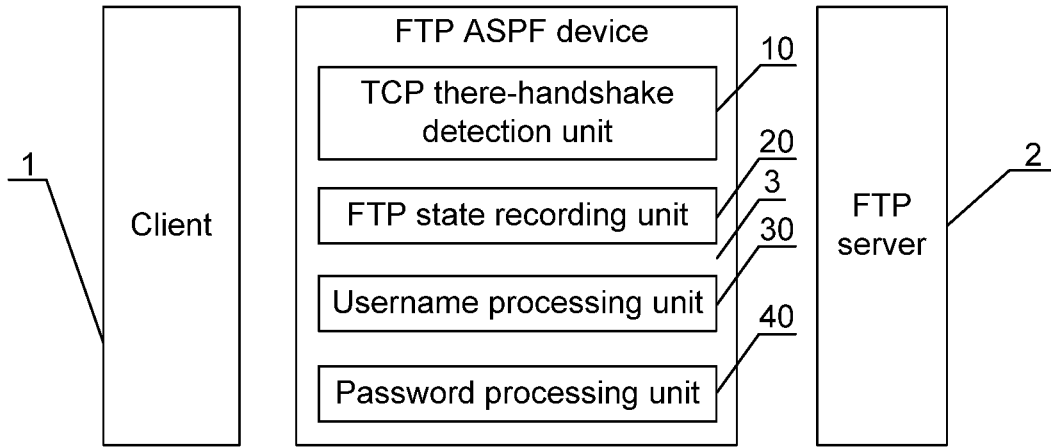 FTP ASPF device
10
TCP there-handshake
detection unit
20
1
2
3
FTP state recording unit
Client
FTP
server
30
Username processing unit
40
Password processing unit